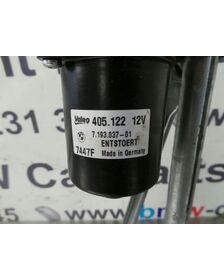 Valeo 405.122 12V
7.193.037-01
ENTSTOERT
7447F Made in Germany